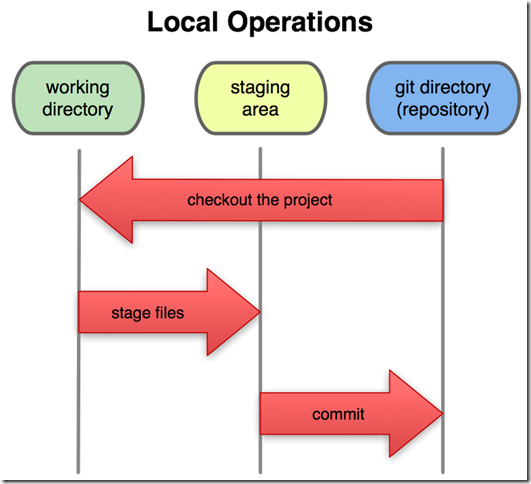 Local Operations
working
directory
staging
area
git directory
(repository)
checkout the project
stage files
commit